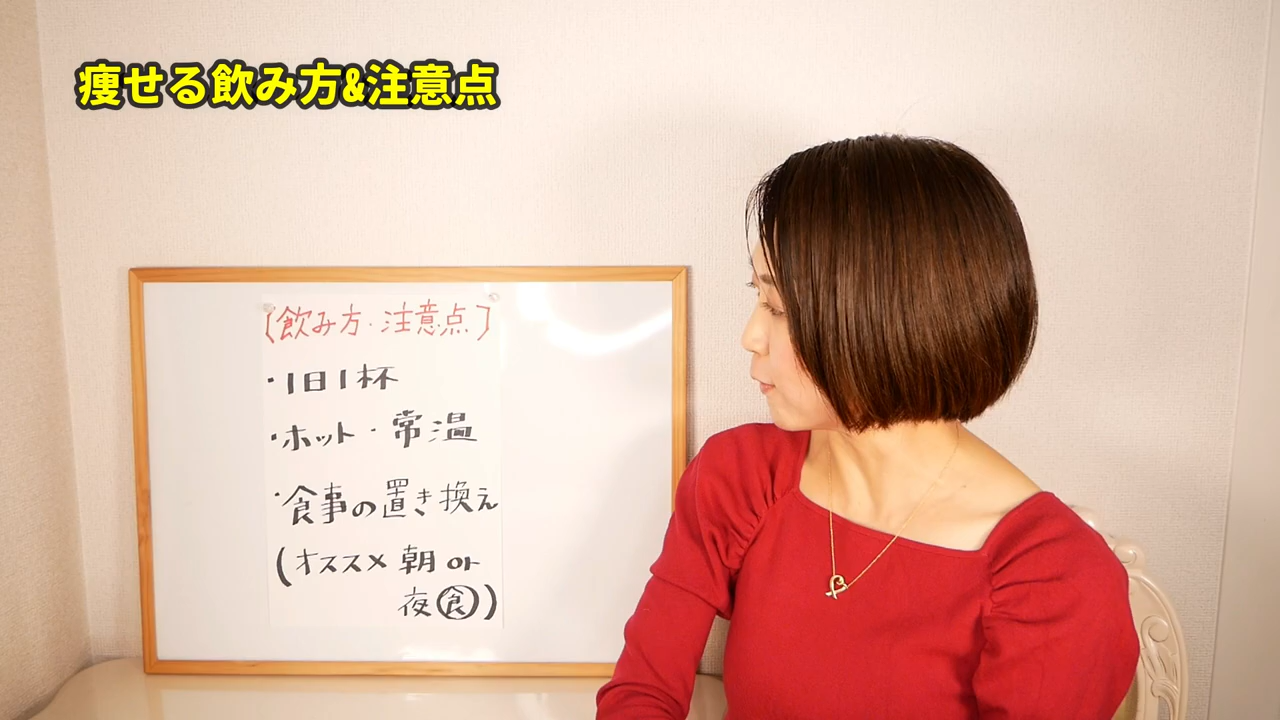 痩せる飲み方&注意点
〔飲み方・注意点〕
・1日1杯
・ホット・常温
・食事の置き換え
(オススメ 朝 or
夜食)